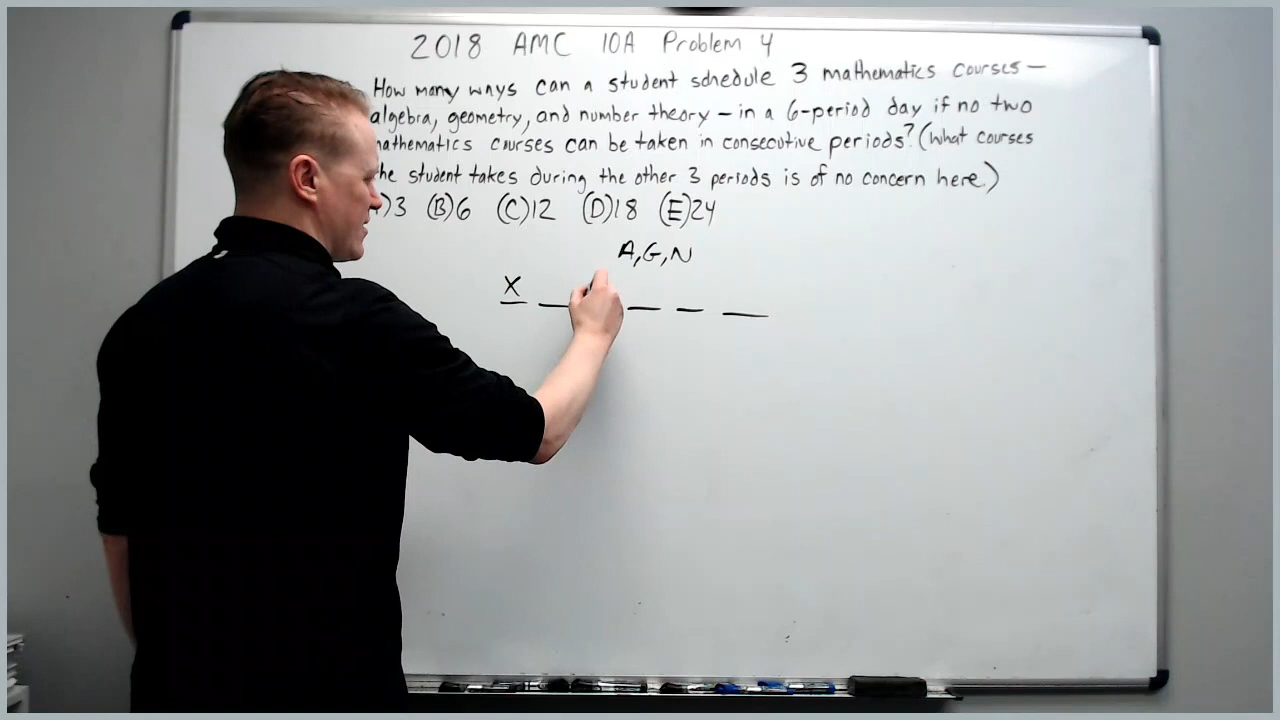 2018 AMC 10A Problem 4
How many ways can a student schedule 3 mathematics courses –
algebra, geometry, and number theory – in a 6-period day if no two
mathematics courses can be taken in consecutive periods? (What courses
the student takes during the other 3 periods is of no concern here.)
)3 (B)6 (C)12 (D)18 (E)24
A,G,N
X